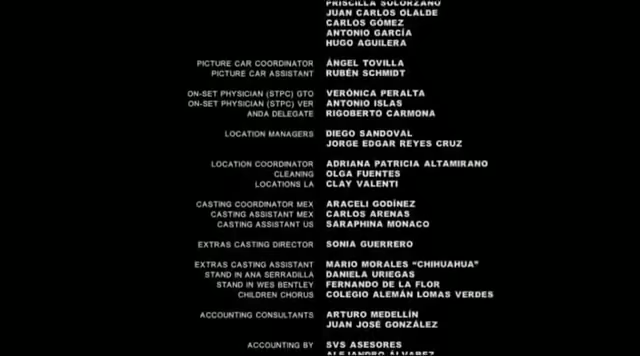 PRISCILLA SOLÓRZANO
JUAN CARLOS OLALDE
CARLOS GÓMEZ
ANTONIO GARCÍA
HUGO AGUILERA
PICTURE CAR COORDINATOR ÁNGEL TOVILLA
PICTURE CAR ASSISTANT RUBÉN SCHMIDT
ON-SET PHYSICIAN (STPC) GTO VERÓNICA PERALTA
ON-SET PHYSICIAN (STPC) VER ANTONIO ISLAS
ANDA DELEGATE RIGOBERTO CARMONA
LOCATION MANAGERS DIEGO SANDOVAL
JORGE EDGAR REYES CRUZ
LOCATION COORDINATOR ADRIANA PATRICIA ALTAMIRANO
CLEANING OLGA FUENTES
LOCATIONS LA CLAY VALENTI
CASTING COORDINATOR MEX ARACELI GODÍNEZ
CASTING ASSISTANT MEX CARLOS ARENAS
CASTING ASSISTANT US SARAPHINA MONACO
EXTRAS CASTING DIRECTOR SONIA GUERRERO
EXTRAS CASTING ASSISTANT MARIO MORALES “CHIHUAHUA”
STAND IN ANA SERRADILLA DANIELA URIEGAS
STAND IN WES BENTLEY FERNANDO DE LA FLOR
CHILDREN CHORUS COLEGIO ALEMÁN LOMAS VERDES
ACCOUNTING CONSULTANTS ARTURO MEDELLÍN
JUAN JOSÉ GONZÁLEZ
ACCOUNTING BY SVS ASESORES
ALEJANDRO ÁLVAREZ